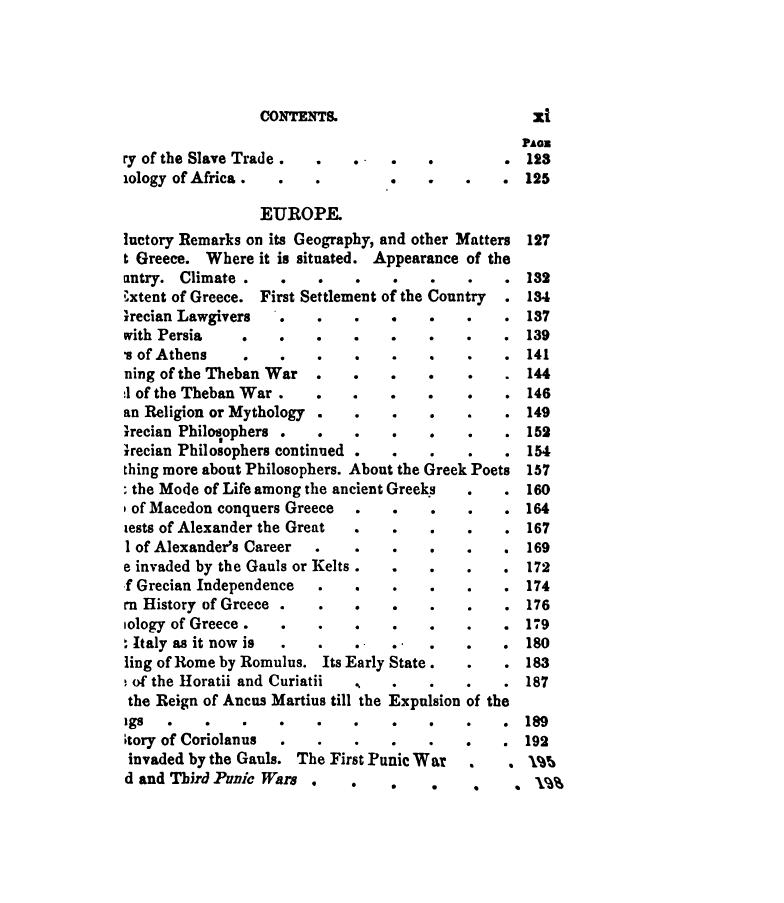 CONTENTS. xi
PAGE
ry of the Slave Trade . . . . . . 123
nology of Africa . . . . . . . 125
EUROPE.
luctory Remarks on its Geography, and other Matters 127
t Greece. Where it is situated. Appearance of the
untry. Climate . . . . . . . . 132
Extent of Greece. First Settlement of the Country . 134
Grecian Lawgivers . . . . . . . 137
with Persia . . . . . . . . 139
s of Athens . . . . . . . . 141
ning of the Theban War . . . . . . 144
l of the Theban War . . . . . . . 146
an Religion or Mythology . . . . . . 149
Grecian Philosophers . . . . . . . 152
Grecian Philosophers continued . . . . . 154
thing more about Philosophers. About the Greek Poets 157
the Mode of Life among the ancient Greeks . . 160
of Macedon conquers Greece . . . . . 164
uests of Alexander the Great . . . . . 167
l of Alexander's Career . . . . . . 169
e invaded by the Gauls or Kelts . . . . . 172
f Grecian Independence . . . . . . 174
rn History of Greece . . . . . . . 176
nology of Greece . . . . . . . . 179
Italy as it now is . . . . . . . 180
ling of Rome by Romulus. Its Early State . . . 183
of the Horatii and Curiatii . . . . . 187
the Reign of Ancus Martius till the Expulsion of the
ngs . . . . . . . . . . 189
story of Coriolanus . . . . . . . 192
invaded by the Gauls. The First Punic War . . 195
d and Third Punic Wars . . . . . . 198